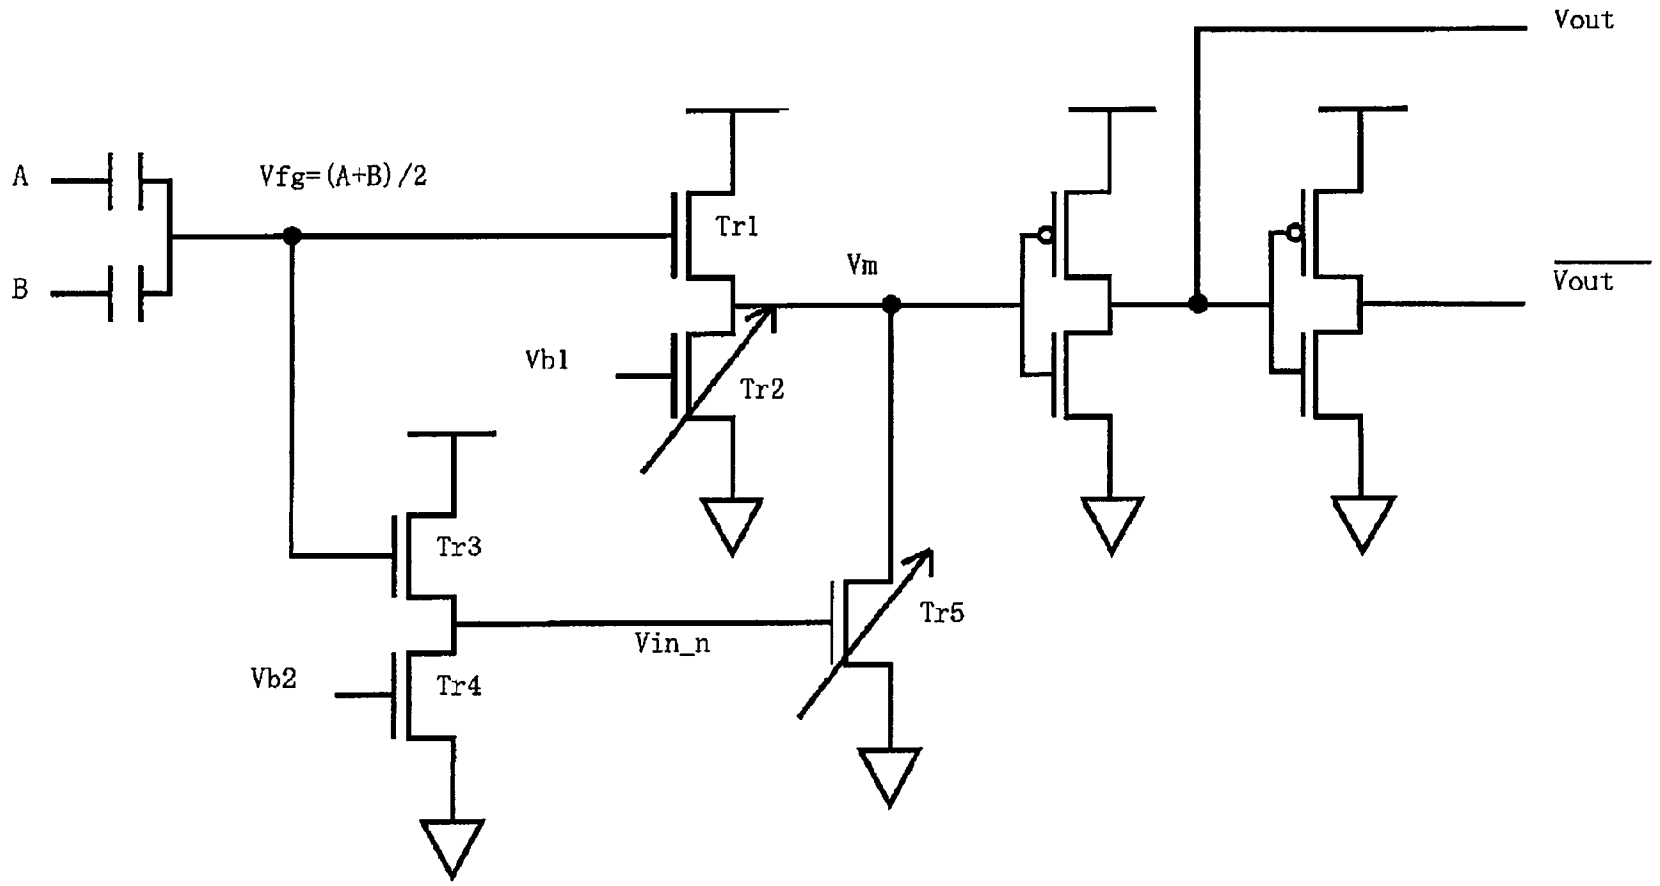 Vout
A
Vfg=(A+B)/2
Tr1
Vm
B
Vout
Vb1
Tr2
Tr3
Tr5
Vin_n
Vb2
Tr4